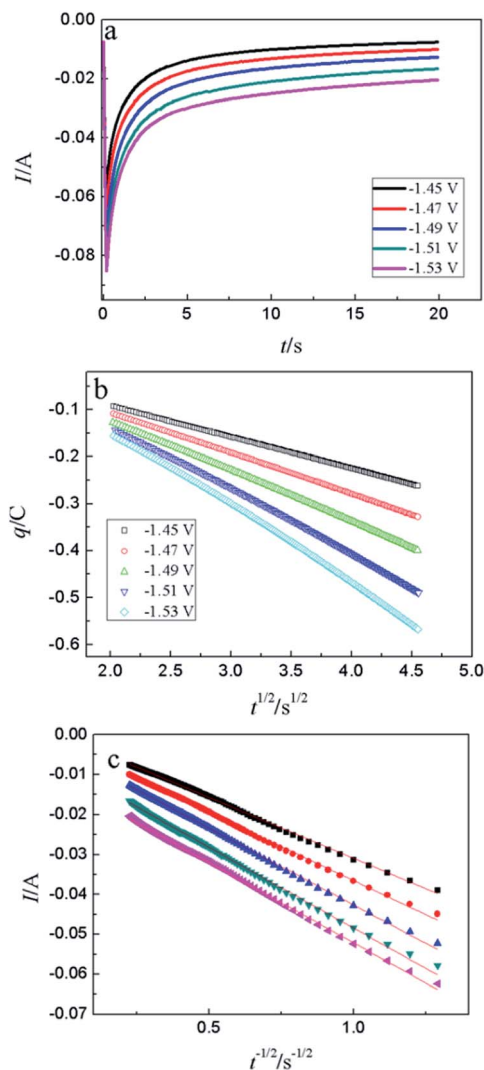 a
0.00
-0.02
-0.04
-0.06
-0.08
I/A
-1.45 V
-1.47 V
-1.49 V
-1.51 V
-1.53 V
0 5 10 15 20
t/s
b
-0.1
-0.2
-0.3
-0.4
-0.5
-0.6
q/C
-1.45 V
-1.47 V
-1.49 V
-1.51 V
-1.53 V
2.0 2.5 3.0 3.5 4.0 4.5 5.0
t^1/2/s^1/2
c
0.00
-0.01
-0.02
-0.03
-0.04
-0.05
-0.06
-0.07
I/A
0.5 1.0
t^-1/2/s^-1/2